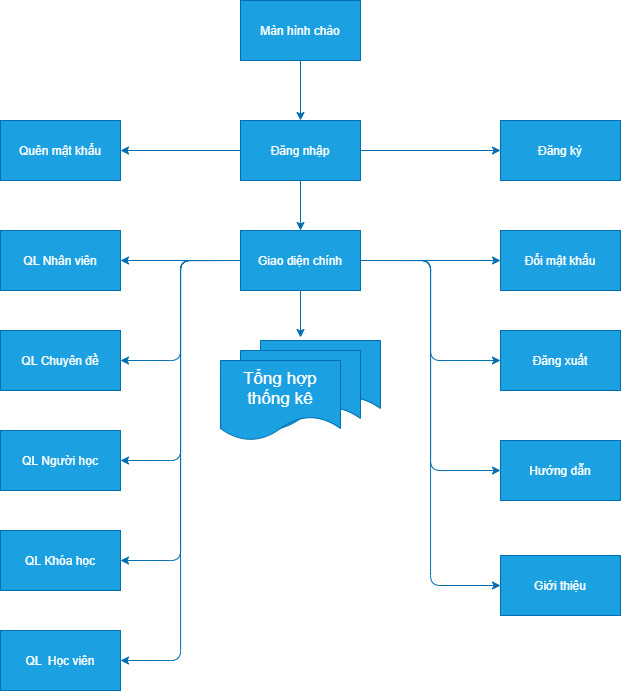 Màn hình chào
Quên mật khẩu
Đăng nhập
Đăng ký
QL Nhân viên
Giao diện chính
Đổi mật khẩu
QL Chuyên đề
Tổng hợp
thống kê
Đăng xuất
QL Người học
Hướng dẫn
QL Khóa học
Giới thiệu
QL Học viên